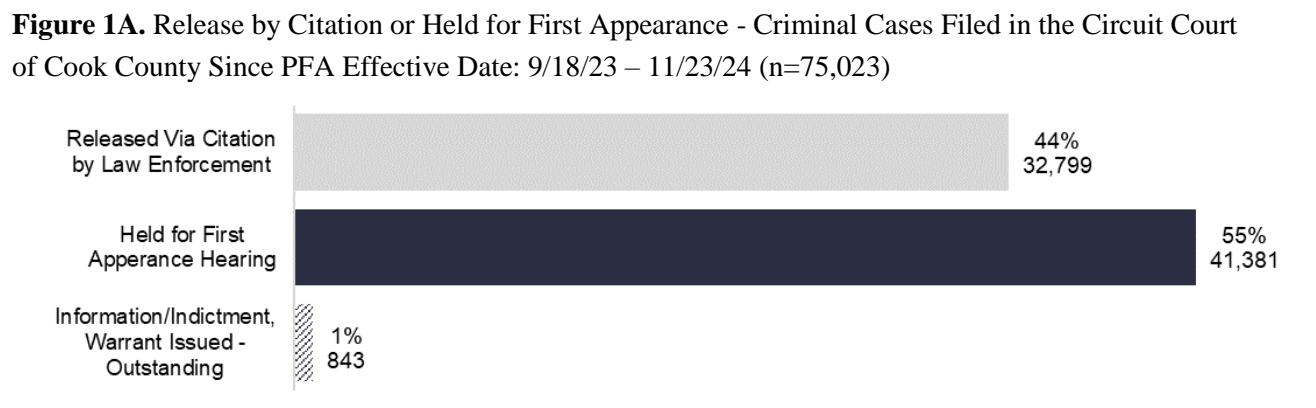 Figure 1A. Release by Citation or Held for First Appearance - Criminal Cases Filed in the Circuit Court
of Cook County Since PFA Effective Date: 9/18/23 – 11/23/24 (n=75,023)
Released Via Citation
by Law Enforcement
44%
32,799
Held for First
Apperance Hearing
55%
41,381
Information/Indictment,
Warrant Issued -
Outstanding
1%
843